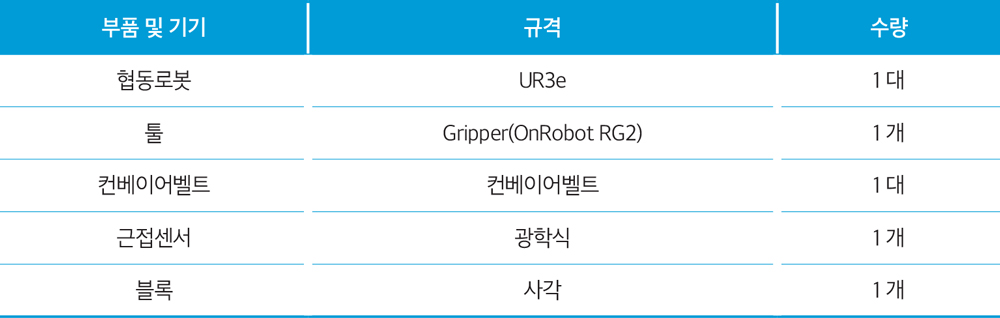 부품 및 기기 규격 수량
협동로봇 UR3e 1 대
툴 Gripper(OnRobot RG2) 1 개
컨베이어벨트 컨베이어벨트 1 대
근접센서 광학식 1 개
블록 사각 1 개